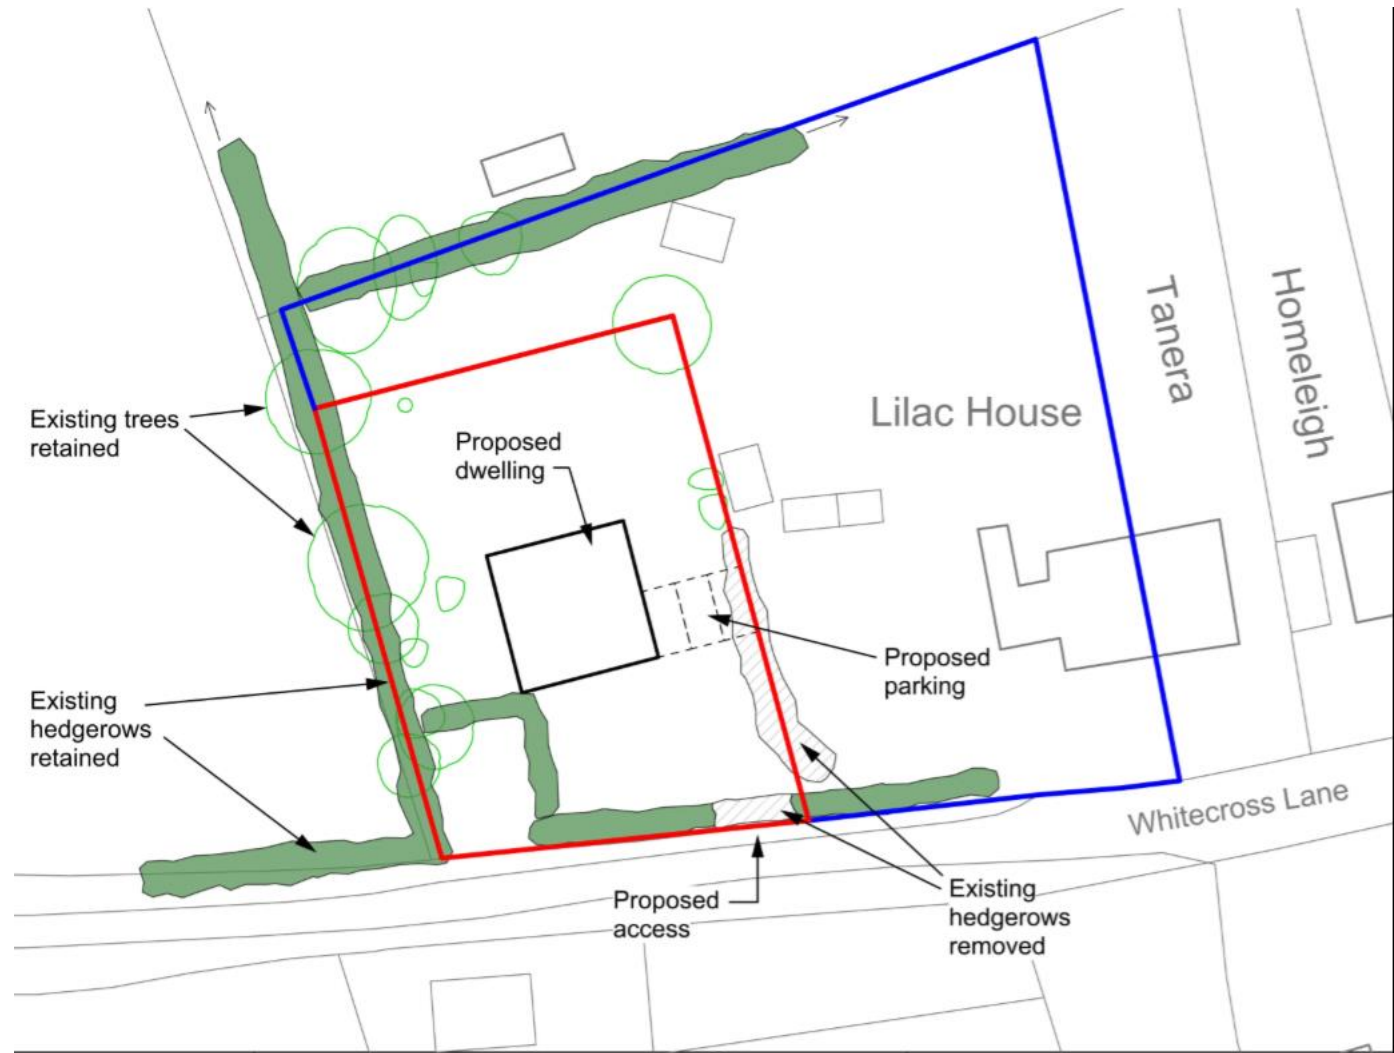 Existing trees
retained
Proposed
dwelling
Lilac House
Tanera
Homeleigh
Existing
hedgerows
retained
Proposed
parking
Whitecross Lane
Proposed
access
Existing
hedgerows
removed